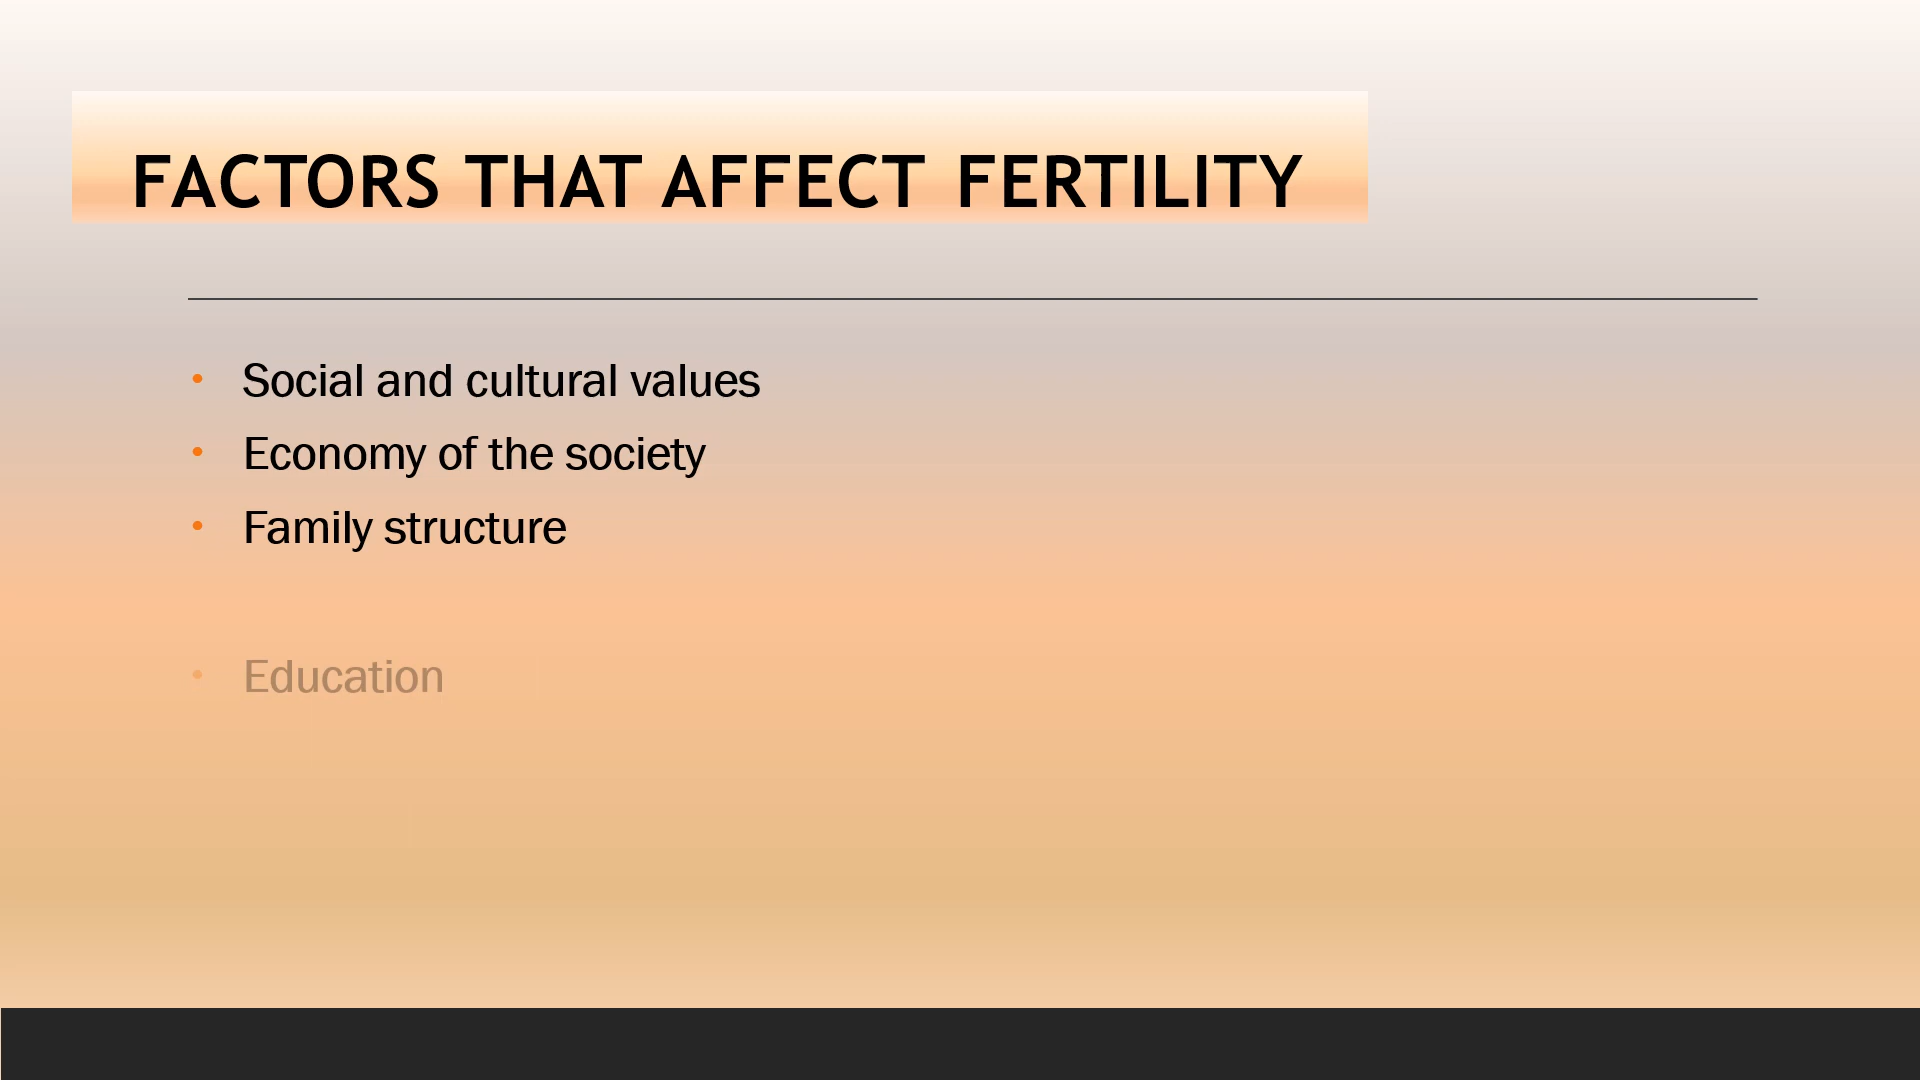 FACTORS THAT AFFECT FERTILITY
• Social and cultural values
• Economy of the society
• Family structure
• Education